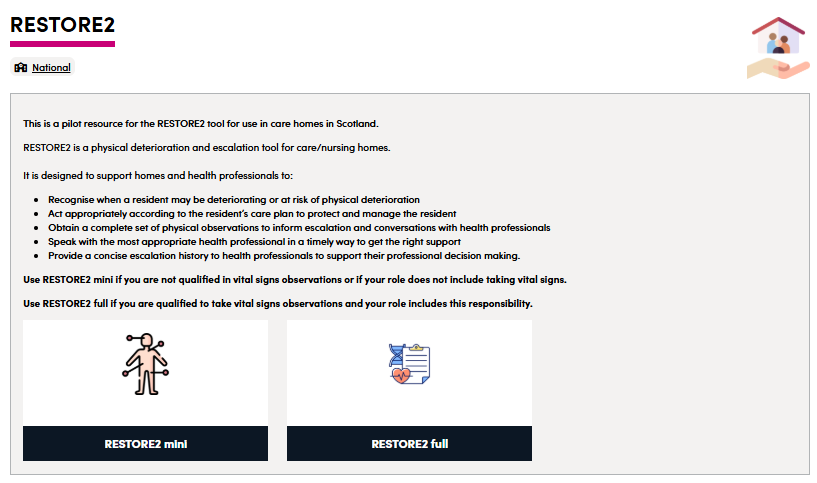 RESTORE2
National
This is a pilot resource for the RESTORE2 tool for use in care homes in Scotland.
RESTORE2 is a physical deterioration and escalation tool for care/nursing homes.
It is designed to support homes and health professionals to:
• Recognise when a resident may be deteriorating or at risk of physical deterioration
• Act appropriately according to the resident's care plan to protect and manage the resident
• Obtain a complete set of physical observations to inform escalation and conversations with health professionals
• Speak with the most appropriate health professional in a timely way to get the right support
• Provide a concise escalation history to health professionals to support their professional decision making.
Use RESTORE2 mini if you are not qualified in vital signs observations or if your role does not include taking vital signs.
Use RESTORE2 full if you are qualified to take vital signs observations and your role includes this responsibility.
RESTORE2 mini
RESTORE2 full